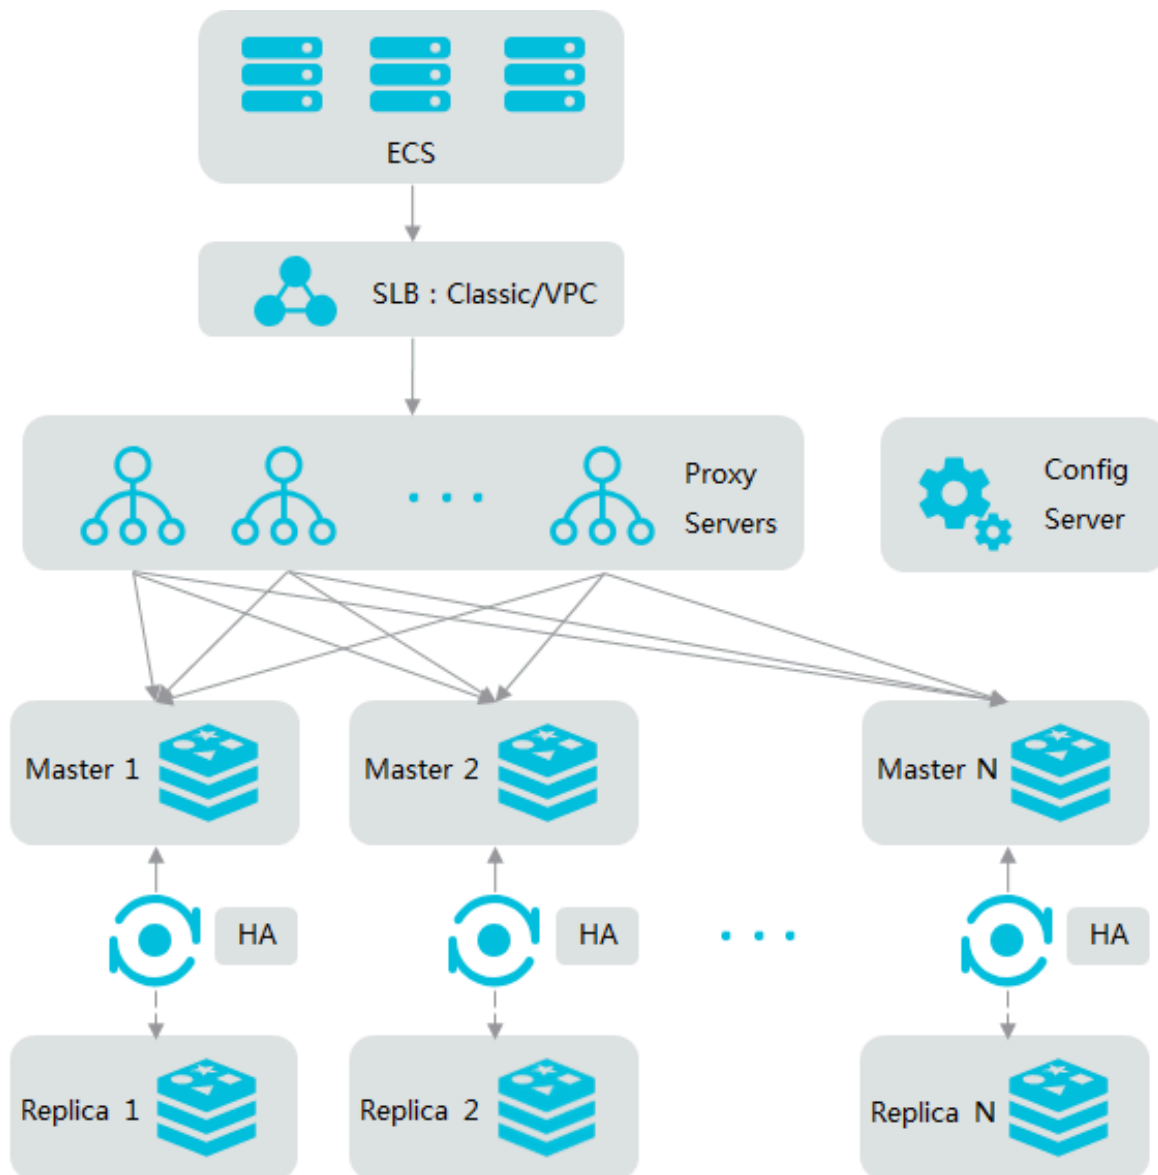 ECS
SLB : Classic/VPC
Proxy
Servers
Config
Server
Master 1
Master 2
Master N
HA
HA
HA
Replica 1
Replica 2
Replica N